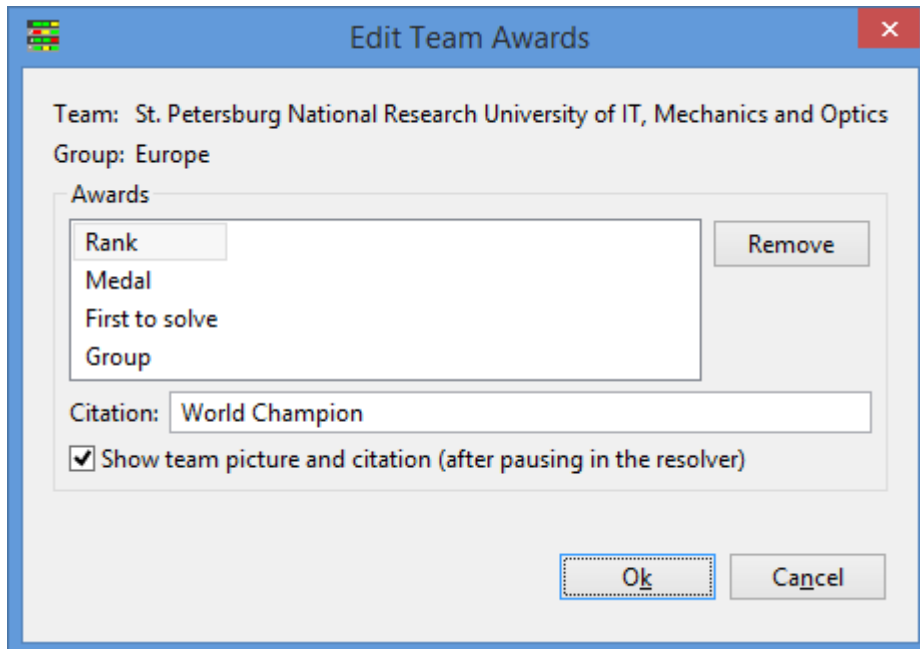 Edit Team Awards
Team: St. Petersburg National Research University of IT, Mechanics and Optics
Group: Europe
Awards
Rank
Remove
Medal
First to solve
Group
Citation: World Champion
Show team picture and citation (after pausing in the resolver)
Ok
Cancel